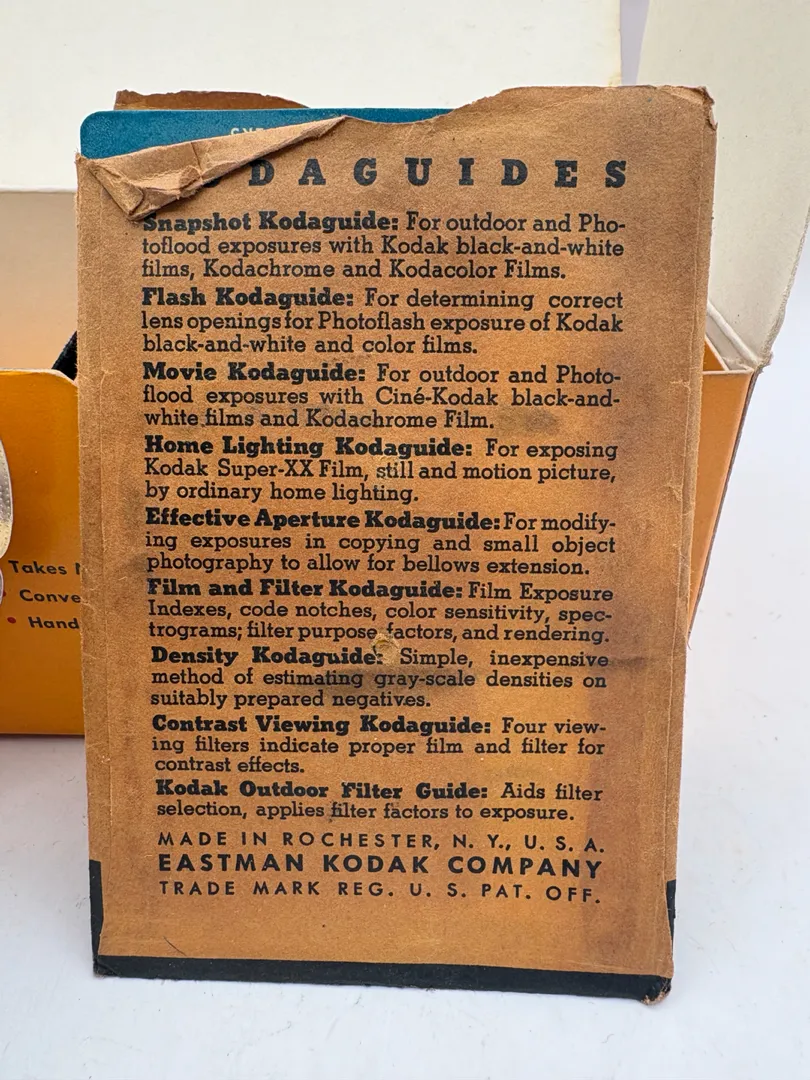 DAGUIDES
Snapshot Kodaguide: For outdoor and Pho-
toflood exposures with Kodak black-and-white
films, Kodachrome and Kodacolor Films.
Flash Kodaguide: For determining correct
lens openings for Photoflash exposure of Kodak
black-and-white and color films.
Movie Kodaguide: For outdoor and Photo-
flood exposures with Ciné-Kodak black-and-
white films and Kodachrome Film.
Home Lighting Kodaguide: For exposing
Kodak Super-XX Film, still and motion picture,
by ordinary home lighting.
Effective Aperture Kodaguide: For modify-
ing exposures in copying and small object
photography to allow for bellows extension.
Film and Filter Kodaguide: Film Exposure
Indexes, code notches, color sensitivity, spec-
trograms; filter purpose, factors, and rendering.
Density Kodaguide: Simple, inexpensive
method of estimating gray-scale densities on
suitably prepared negatives.
Contrast Viewing Kodaguide: Four view-
ing filters indicate proper film and filter for
contrast effects.
Kodak Outdoor Filter Guide: Aids filter
selection, applies filter factors to exposure.
MADE IN ROCHESTER, N. Y., U. S. A.
EASTMAN KODAK COMPANY
TRADE MARK REG. U. S. PAT. OFF.
Takes
Conve
• Hand